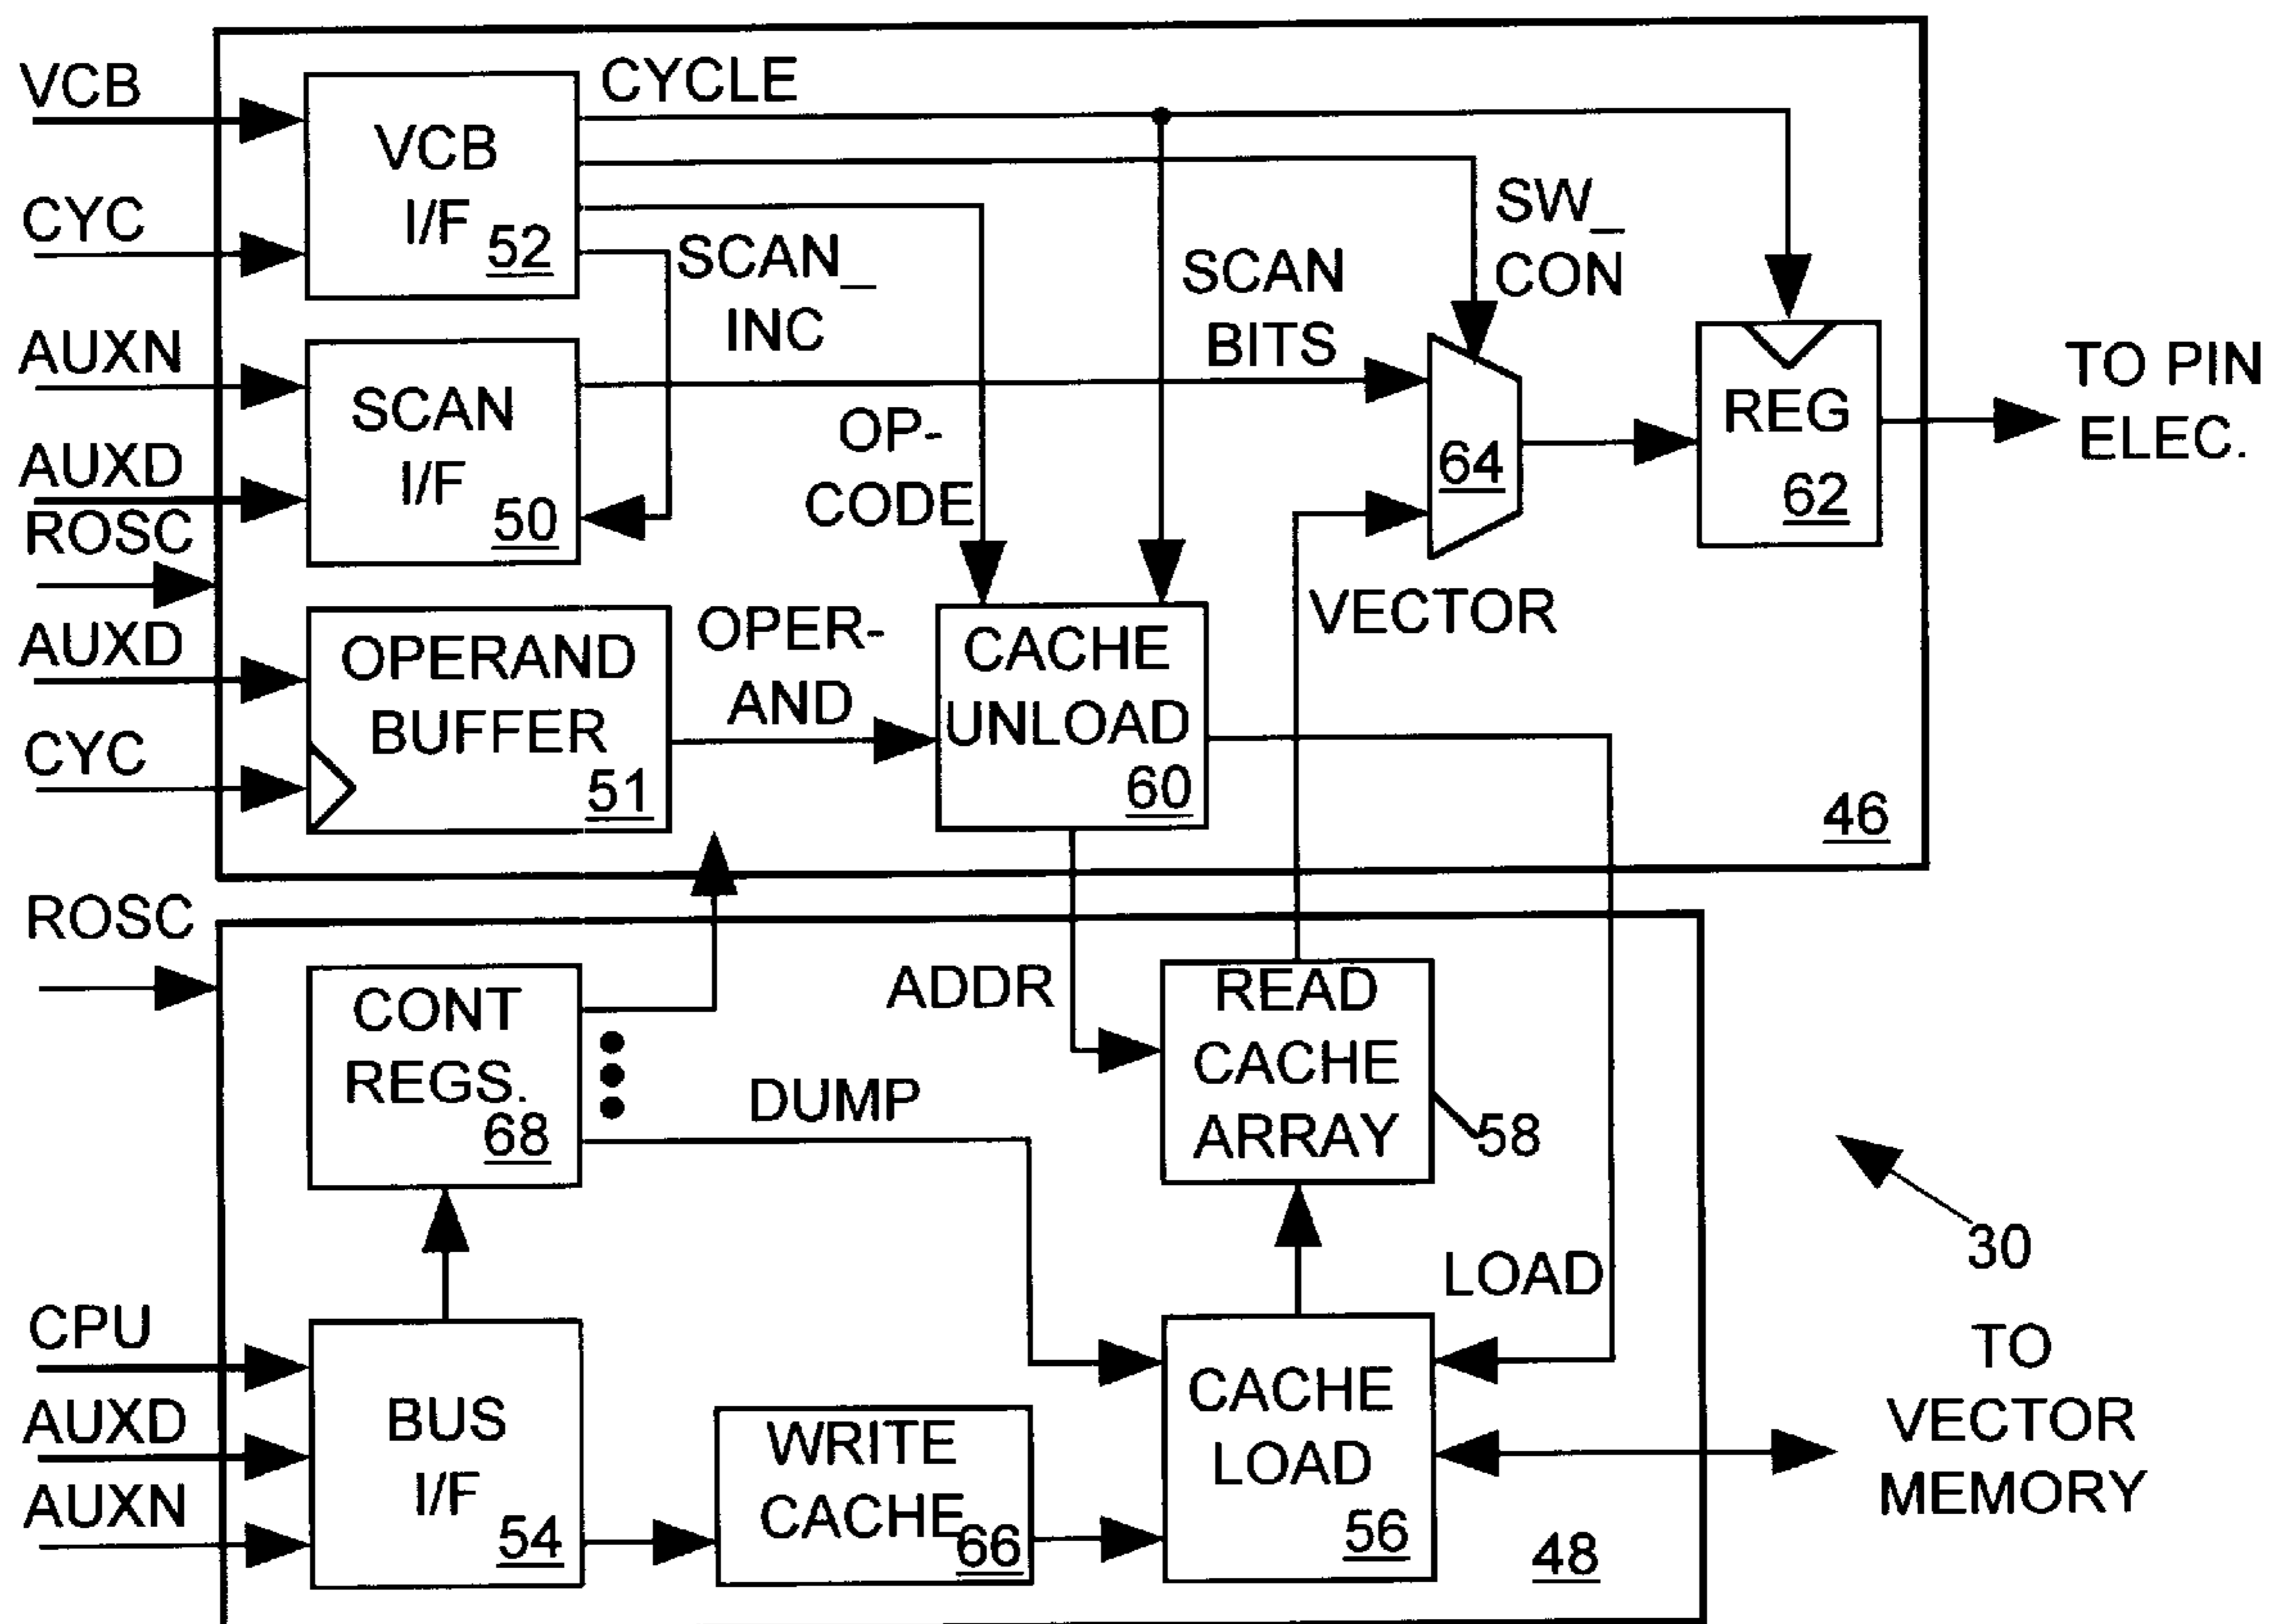 VCB
CYC
AUXN
AUXD
ROSC
AUXD
CYC
VCB
I/F
52
CYCLE
SCAN_
INC
SCAN
I/F
50
OP-
CODE
SCAN
BITS
SW_
CON
64
REG
62
TO PIN
ELEC.
OPERAND
BUFFER
51
OPER-
AND
CACHE
UNLOAD
60
VECTOR
46
ROSC
CONT
REGS.
68
ADDR
READ
CACHE
ARRAY
58
DUMP
LOAD
30
CPU
AUXD
AUXN
BUS
I/F
54
WRITE
CACHE
66
CACHE
LOAD
56
48
TO
VECTOR
MEMORY